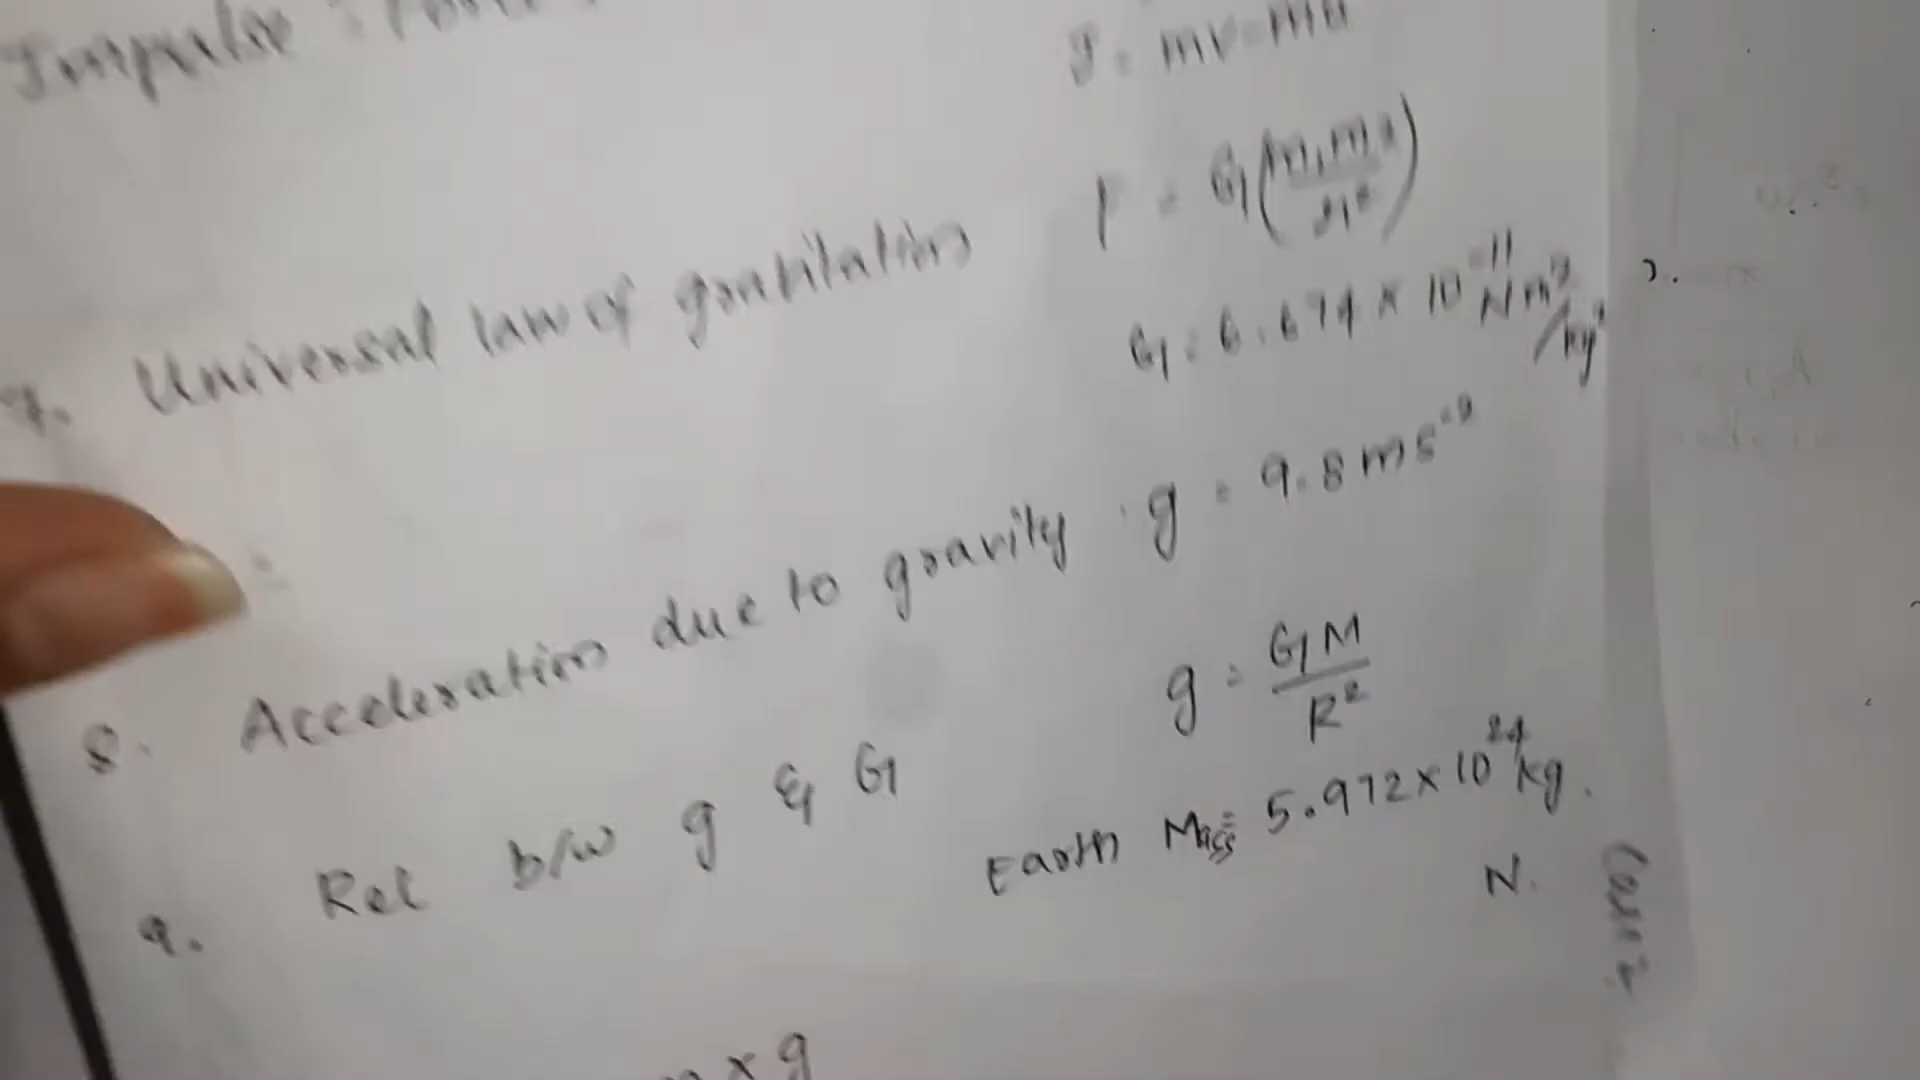 Impulse =
J = mv - mu
7. Universal law of gravitation F = G(m₁m₂/r²)
G = 6.674 x 10⁻¹¹ Nm²/kg²
8. Acceleration due to gravity . g = 9.8 ms⁻²
9. Rel b/w g & G g = GM/R²
Earth Mass = 5.972 x 10²⁴ kg.
N.
x g